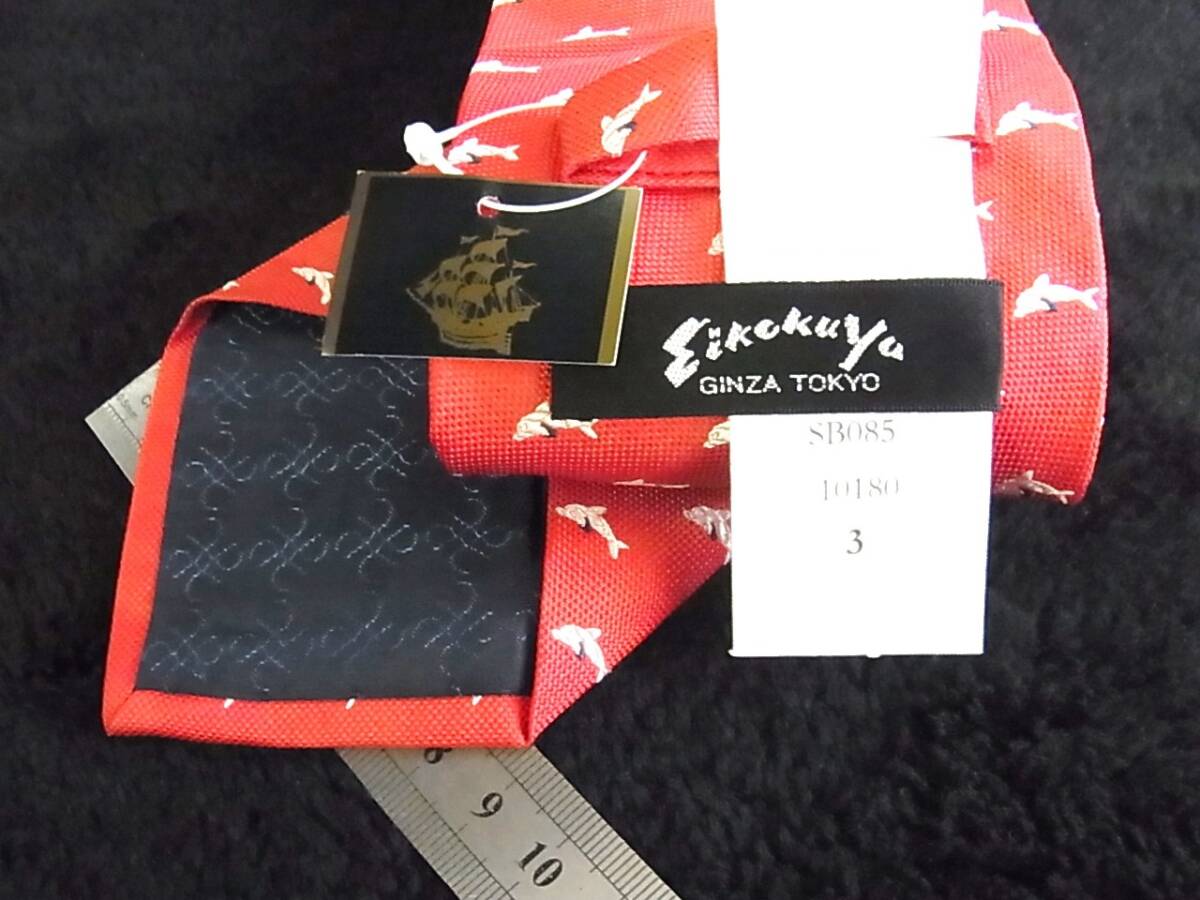 Eikokuya
GINZA TOKYO
SB085
10180
3
8
9
10